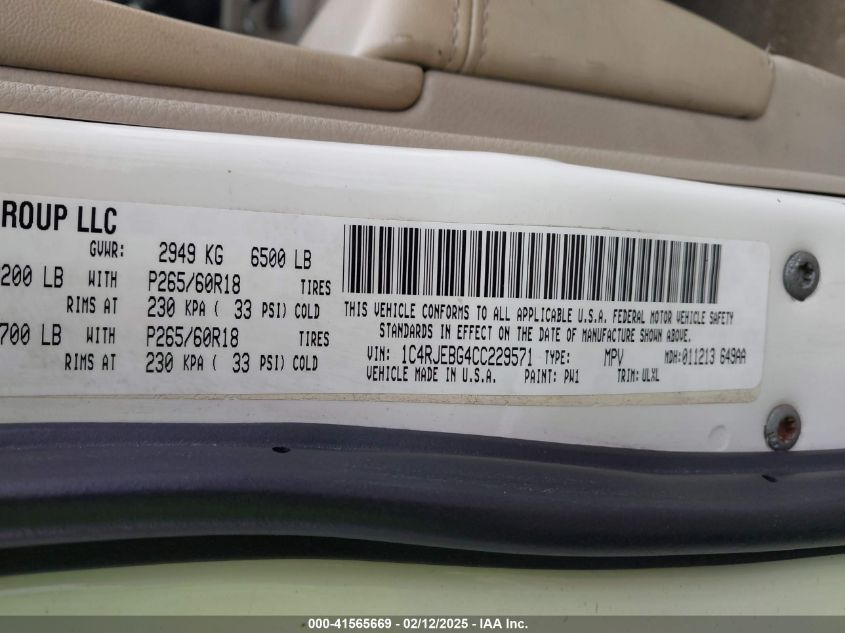 ROUP LLC
GVWR: 2949 KG 6500 LB
200 LB WITH P265/60R18 TIRES
RIMS AT 230 KPA ( 33 PSI) COLD
700 LB WITH P265/60R18 TIRES
RIMS AT 230 KPA ( 33 PSI) COLD
THIS VEHICLE CONFORMS TO ALL APPLICABLE U.S.A. FEDERAL MOTOR VEHICLE SAFETY
STANDARDS IN EFFECT ON THE DATE OF MANUFACTURE SHOWN ABOVE.
VIN: 1C4RJEBG4CC229571 TYPE: MPV MDH:011213 649AA
VEHICLE MADE IN U.S.A. PAINT: PW1 TRIM: ULXL
000-41565669 - 02/12/2025 - IAA Inc.